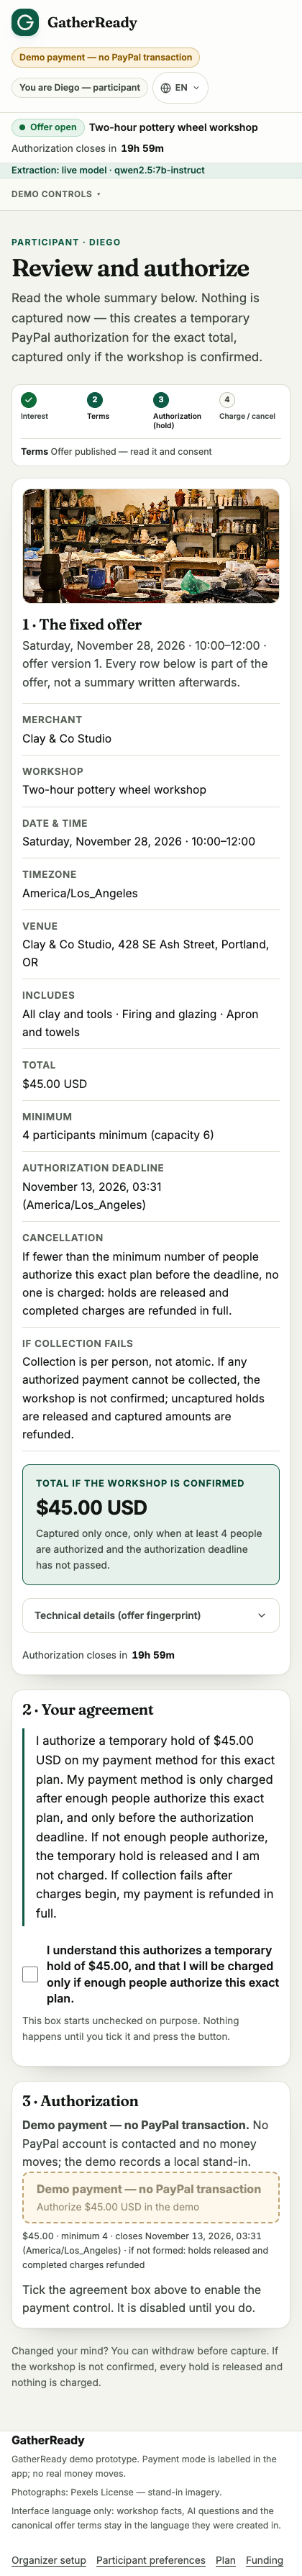 GatherReady
Demo payment — no PayPal transaction
You are Diego — participant
EN
Offer open
Two-hour pottery wheel workshop
Authorization closes in 19h 59m
Extraction: live model · qwen2.5:7b-instruct
DEMO CONTROLS
PARTICIPANT · DIEGO
Review and authorize
Read the whole summary below. Nothing is
captured now — this creates a temporary
PayPal authorization for the exact total,
captured only if the workshop is confirmed.
2
3
4
Interest
Terms
Authorization
(hold)
Charge / cancel
Terms Offer published — read it and consent
1 · The fixed offer
Saturday, November 28, 2026 · 10:00–12:00 ·
offer version 1. Every row below is part of the
offer, not a summary written afterwards.
MERCHANT
Clay & Co Studio
WORKSHOP
Two-hour pottery wheel workshop
DATE & TIME
Saturday, November 28, 2026 · 10:00–12:00
TIMEZONE
America/Los_Angeles
VENUE
Clay & Co Studio, 428 SE Ash Street, Portland,
OR
INCLUDES
All clay and tools · Firing and glazing · Apron
and towels
TOTAL
$45.00 USD
MINIMUM
4 participants minimum (capacity 6)
AUTHORIZATION DEADLINE
November 13, 2026, 03:31
(America/Los_Angeles)
CANCELLATION
If fewer than the minimum number of people
authorize this exact plan before the deadline, no
one is charged: holds are released and
completed charges are refunded in full.
IF COLLECTION FAILS
Collection is per person, not atomic. If any
authorized payment cannot be collected, the
workshop is not confirmed; uncaptured holds
are released and captured amounts are
refunded.
TOTAL IF THE WORKSHOP IS CONFIRMED
$45.00 USD
Captured only once, only when at least 4 people
are authorized and the authorization deadline
has not passed.
Technical details (offer fingerprint)
Authorization closes in 19h 59m
2 · Your agreement
I authorize a temporary hold of $45.00
USD on my payment method for this exact
plan. My payment method is only charged
after enough people authorize this exact
plan, and only before the authorization
deadline. If not enough people authorize,
the temporary hold is released and I am
not charged. If collection fails after
charges begin, my payment is refunded in
full.
I understand this authorizes a temporary
hold of $45.00, and that I will be charged
only if enough people authorize this exact
plan.
This box starts unchecked on purpose. Nothing
happens until you tick it and press the button.
3 · Authorization
Demo payment — no PayPal transaction. No
PayPal account is contacted and no money
moves; the demo records a local stand-in.
Demo payment — no PayPal transaction
Authorize $45.00 USD in the demo
$45.00 · minimum 4 · closes November 13, 2026, 03:31
(America/Los_Angeles) · if not formed: holds released and
completed charges refunded
Tick the agreement box above to enable the
payment control. It is disabled until you do.
Changed your mind? You can withdraw before capture. If
the workshop is not confirmed, every hold is released and
nothing is charged.
GatherReady
GatherReady demo prototype. Payment mode is labelled in the
app; no real money moves.
Photographs: Pexels License — stand-in imagery.
Interface language only: workshop facts, AI questions and the
canonical offer terms stay in the language they were created in.
Organizer setup Participant preferences Plan Funding